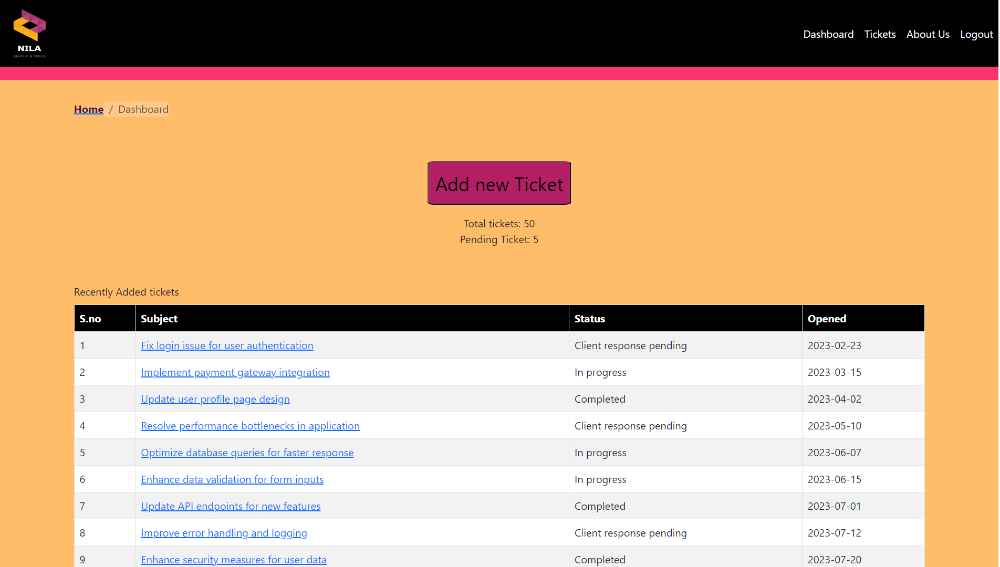 NILA
Dashboard Tickets About Us Logout
Home / Dashboard
Add new Ticket
Total tickets: 50
Pending Ticket: 5
Recently Added tickets
S.no Subject Status Opened
1 Fix login issue for user authentication Client response pending 2023-02-23
2 Implement payment gateway integration In progress 2023-03-15
3 Update user profile page design Completed 2023-04-02
4 Resolve performance bottlenecks in application Client response pending 2023-05-10
5 Optimize database queries for faster response In progress 2023-06-07
6 Enhance data validation for form inputs In progress 2023-06-15
7 Update API endpoints for new features Completed 2023-07-01
8 Improve error handling and logging Client response pending 2023-07-12
9 Enhance security measures for user data Completed 2023-07-20